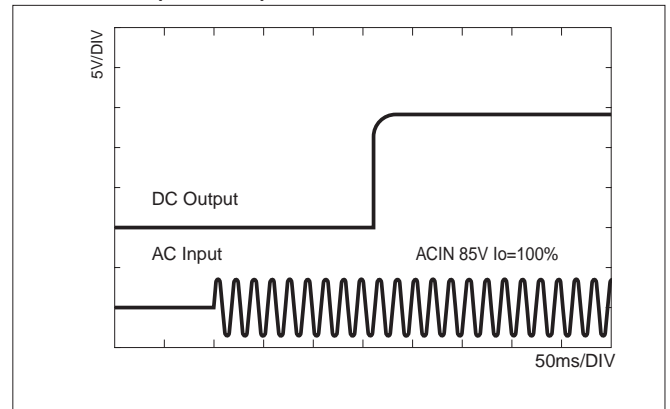 5V/DIV
DC Output
AC Input
ACIN 85V Io=100%
50ms/DIV